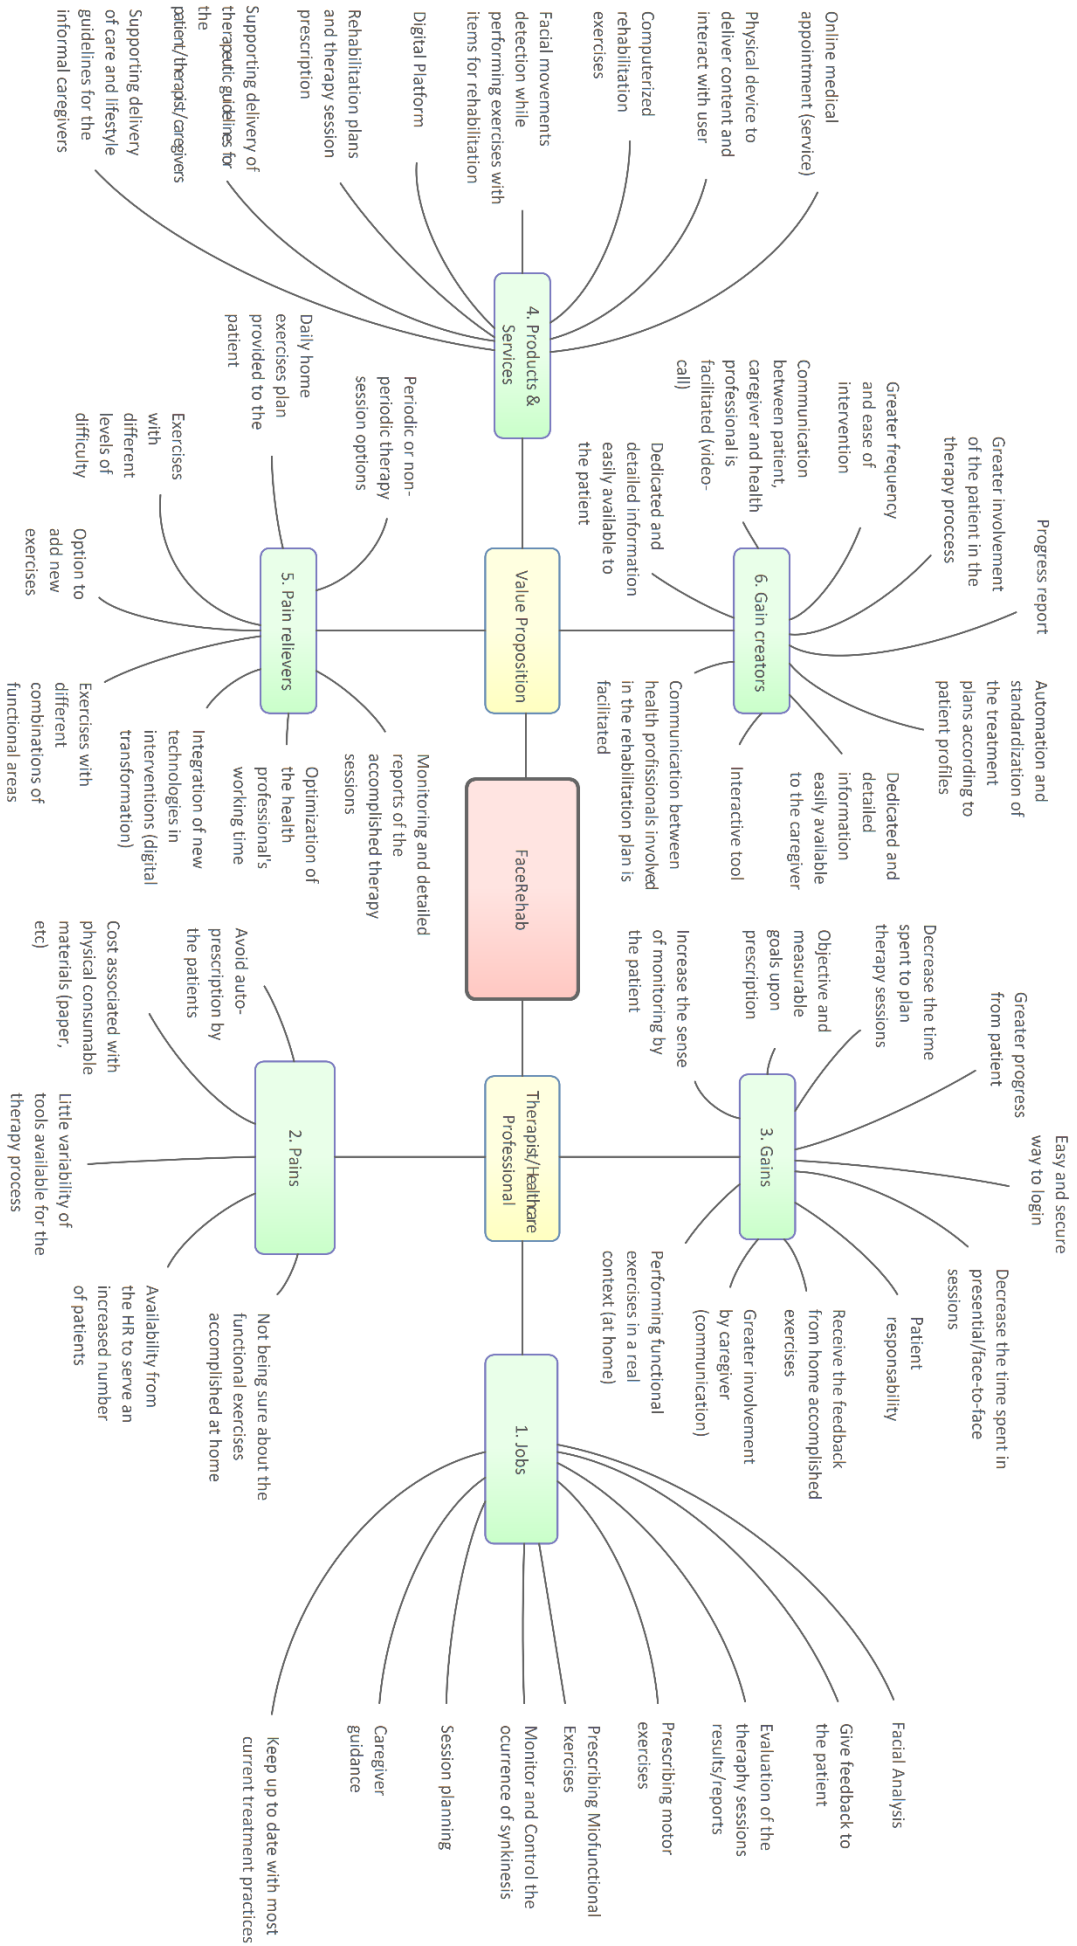 Online medical
appointment (service)
Physical device to
deliver content and
interact with user
Computerized
rehabilitation
exercises
Facial movements
detection while
performing exercises with
items for rehabilitation
Digital Platform
Rehabilitation plans
and therapy session
prescription
Supporting delivery of
therapeutic guidelines for
the
patient/therapist/caregivers
Supporting delivery
of care and lifestyle
guidelines for the
informal caregivers
4. Products &
Services
Progress report
Greater involvement
of the patient in the
therapy proccess
Greater frequency
and ease of
intervention
Communication
between patient,
caregiver and health
professional is
facilitated (video-
call)
Dedicated and
detailed information
easily available to
the patient
6. Gain creators
Automation and
standardization of
the treatment
plans according to
patient profiles
Dedicated and
detailed
information
easily available
to the caregiver
Interactive tool
Communication between
health profissionals involved
in the rehabilitation plan is
facilitated
Value Proposition
Periodic or non-
periodic therapy
session options
Daily home
exercises plan
provided to the
patient
Exercises
with
different
levels of
difficulty
Option to
add new
exercises
5. Pain relievers
Monitoring and detailed
reports of the
accomplished therapy
sessions
Optimization of
the health
professional's
working time
Integration of new
technologies in
interventions (digital
transformation)
Exercises with
different
combinations of
functional areas
FaceRehab
Easy and secure
way to login
Greater progress
from patient
Decrease the time
spent to plan
therapy sessions
Objective and
measurable
goals upon
prescription
Increase the sense
of monitoring by
the patient
3. Gains
Decrease the time spent in
presential/face-to-face
sessions
Patient
responsability
Receive the feedback
from home accomplished
exercises
Greater involvement
by caregiver
(communication)
Performing functional
exercises in a real
context (at home)
Therapist/Healthcare
Professional
Avoid auto-
prescription by
the patients
Cost associated with
physical consumable
materials (paper,
etc)
2. Pains
Little variability of
tools available for the
therapy process
Not being sure about the
functional exercises
accomplished at home
Availability from
the HR to serve an
increased number
of patients
1. Jobs
Facial Analysis
Give feedback to
the patient
Evaluation of the
theraphy sessions
results/reports
Prescribing motor
exercises
Prescribing Miofunctional
Exercises
Monitor and Control the
ocurrence of synkinesis
Session planning
Caregiver
guidance
Keep up to date with most
current treatment practices